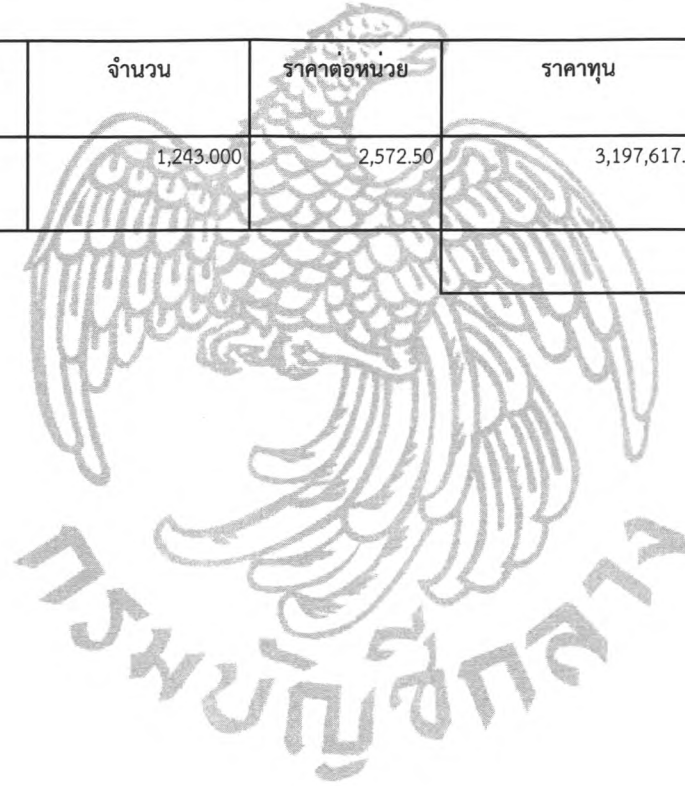 จำนวน ราคาต่อหน่วย ราคาทุน
1,243.000 2,572.50 3,197,617.
กรมบัญชีกลาง